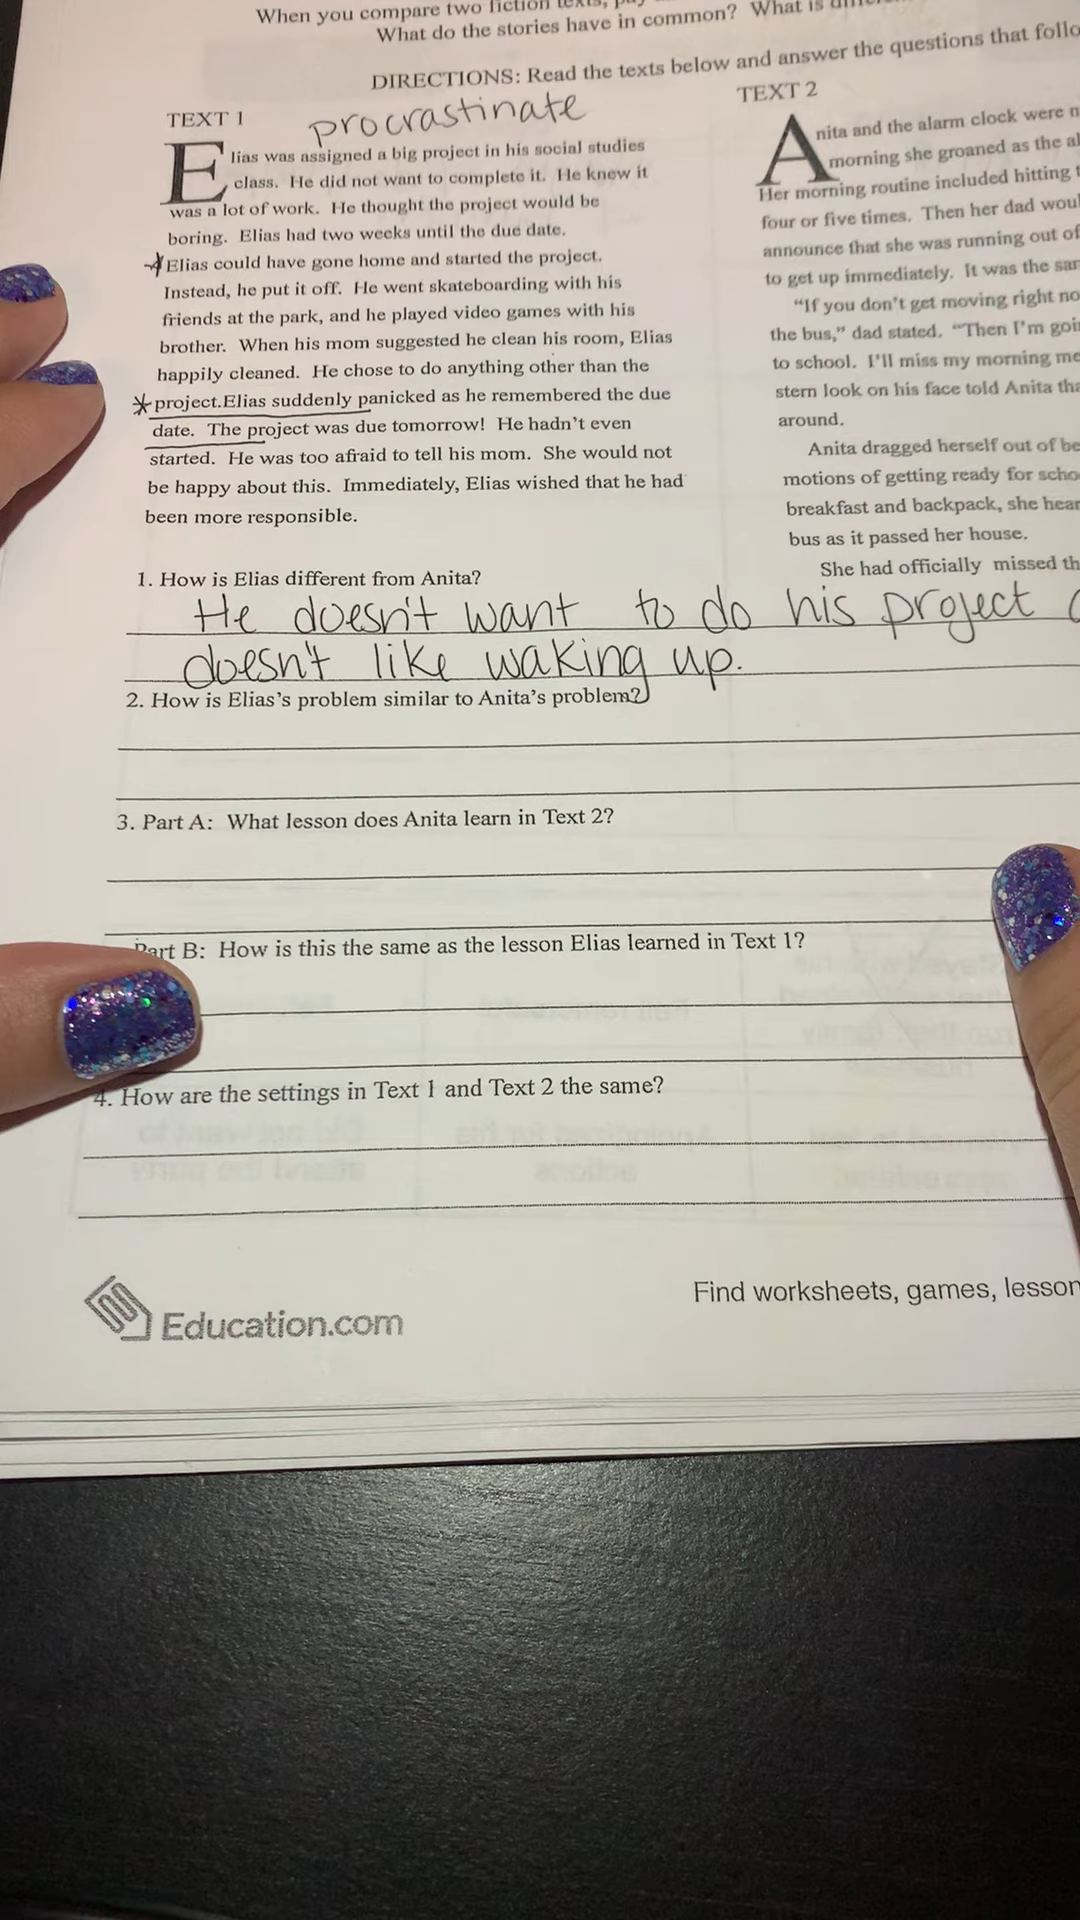 When you compare two fiction texts,
What do the stories have in common? What is
DIRECTIONS: Read the texts below and answer the questions that
TEXT 1
procrastinate
Elias was assigned a big project in his social studies
class. He did not want to complete it. He knew it
was a lot of work. He thought the project would be
boring. Elias had two weeks until the due date.
Elias could have gone home and started the project.
Instead, he put it off. He went skateboarding with his
friends at the park, and he played video games with his
brother. When his mom suggested he clean his room, Elias
happily cleaned. He chose to do anything other than the
project.Elias suddenly panicked as he remembered the due
date. The project was due tomorrow! He hadn't even
started. He was too afraid to tell his mom. She would not
be happy about this. Immediately, Elias wished that he had
been more responsible.
TEXT 2
Anita and the alarm clock were
morning she groaned as the
Her morning routine included hitting
four or five times. Then her dad
announce that she was running out of
to get up immediately. It was the
"If you don't get moving right
the bus," dad stated. "Then I'm
to school. I'll miss my morning
stern look on his face told Anita
around.
Anita dragged herself out of
motions of getting ready for
breakfast and backpack, she
bus as it passed her house.
She had officially missed
1. How is Elias different from Anita?
He doesn't want to do his project
doesn't like waking up.
2. How is Elias's problem similar to Anita's problem?
3. Part A: What lesson does Anita learn in Text 2?
Part B: How is this the same as the lesson Elias learned in Text 1?
4. How are the settings in Text 1 and Text 2 the same?
Education.com
Find worksheets, games,